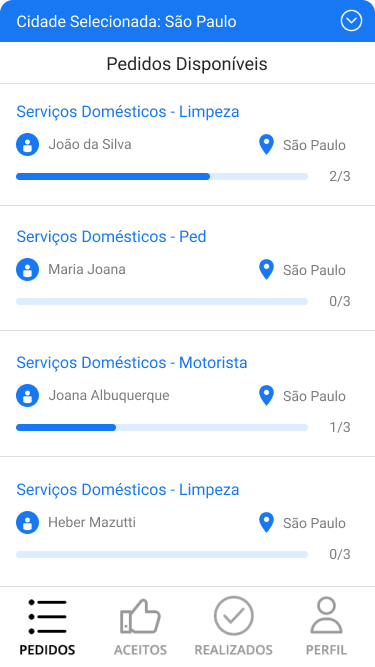 Cidade Selecionada: São Paulo
Pedidos Disponíveis
Serviços Domésticos - Limpeza
João da Silva São Paulo
2/3
Serviços Domésticos - Ped
Maria Joana São Paulo
0/3
Serviços Domésticos - Motorista
Joana Albuquerque São Paulo
1/3
Serviços Domésticos - Limpeza
Heber Mazutti São Paulo
0/3
PEDIDOS ACEITOS REALIZADOS PERFIL